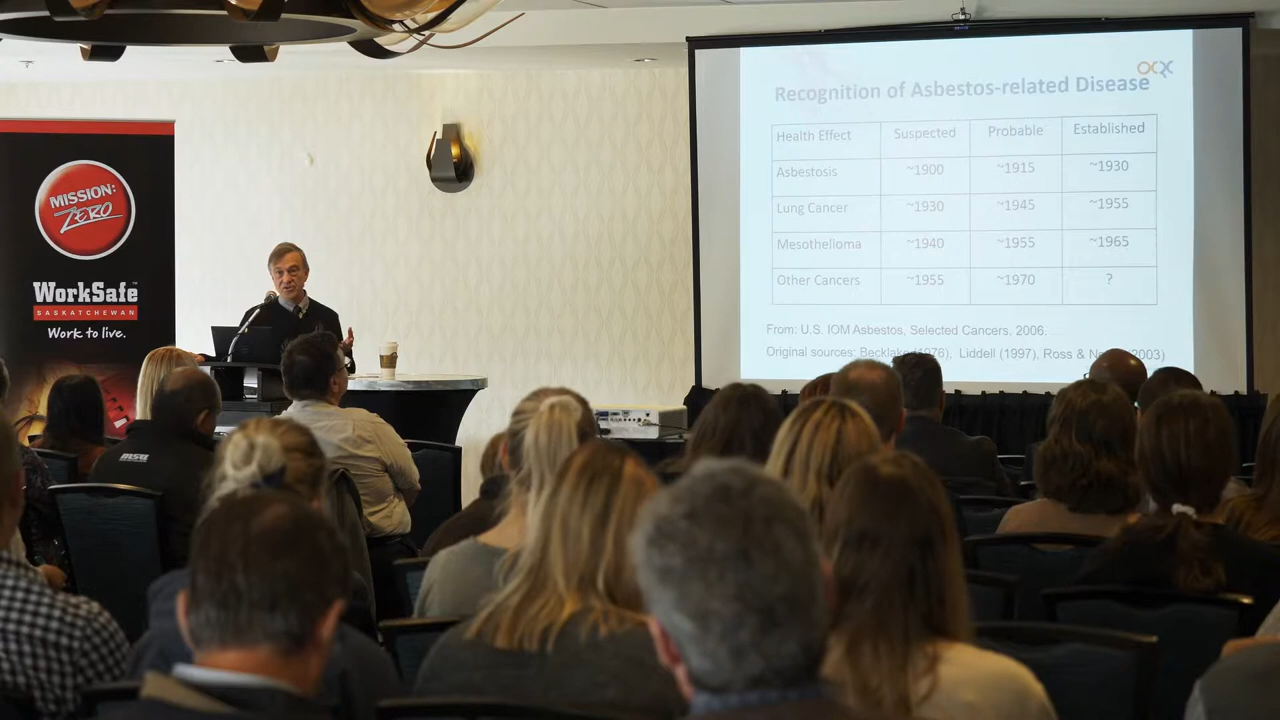 MISSION:
ZERO
WorkSafe
SASKATCHEWAN
Work to live.
Recognition of Asbestos-related Disease
Health Effect Suspected Probable Established
Asbestosis ~1900 ~1915 ~1930
Lung Cancer ~1930 ~1945 ~1955
Mesothelioma ~1940 ~1955 ~1965
Other Cancers ~1955 ~1970 ?
From: U.S. IOM Asbestos, Selected Cancers, 2006.
Original sources: Becklake (1976), Liddell (1997), Ross & 2003)